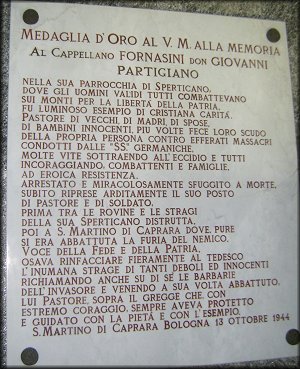 MEDAGLIA D'ORO AL V. M. ALLA MEMORIA
AL CAPPELLANO FORNASINI DON GIOVANNI
PARTIGIANO
NELLA SUA PARROCCHIA DI SPERTICANO,
DOVE GLI UOMINI VALIDI TUTTI COMBATTEVANO
SUI MONTI PER LA LIBERTÀ DELLA PATRIA,
FU LUMINOSO ESEMPIO DI CRISTIANA CARITÀ.
PASTORE DI VECCHI, DI MADRI, DI SPOSE,
DI BAMBINI INNOCENTI, PIÙ VOLTE FECE LORO SCUDO
DELLA PROPRIA PERSONA CONTRO EFFERATI MASSACRI
CONDOTTI DALLE "SS." GERMANICHE,
MOLTE VITE SOTTRAENDO ALL'ECCIDIO E TUTTI
INCORAGGIANDO, COMBATTENTI E FAMIGLIE,
AD EROICA RESISTENZA.
ARRESTATO E MIRACOLOSAMENTE SFUGGITO A MORTE,
SUBITO RIPRESE ARDITAMENTE IL SUO POSTO
DI PASTORE E DI SOLDATO,
PRIMA TRA LE ROVINE E LE STRAGI
DELLA SUA SPERTICANO DISTRUTTA,
POI A S. MARTINO DI CAPRARA DOVE, PURE
SI ERA ABBATTUTA LA FURIA DEL NEMICO.
VOCE DELLA FEDE E DELLA PATRIA,
OSAVA RINFACCIARE FIERAMENTE AL TEDESCO
L'INUMANA STRAGE DI TANTI DEBOLI ED INNOCENTI
RICHIAMANDO ANCHE SU DI SÉ LE BARBARIE
DELL'INVASORE E VENENDO A SUA VOLTA ABBATTUTO,
LUI PASTORE, SOPRA IL GREGGE CHE, CON
ESTREMO CORAGGIO, SEMPRE AVEVA PROTETTO
E GUIDATO CON LA PIETÀ E CON L'ESEMPIO.
S. MARTINO DI CAPRARA BOLOGNA 13 OTTOBRE 1944